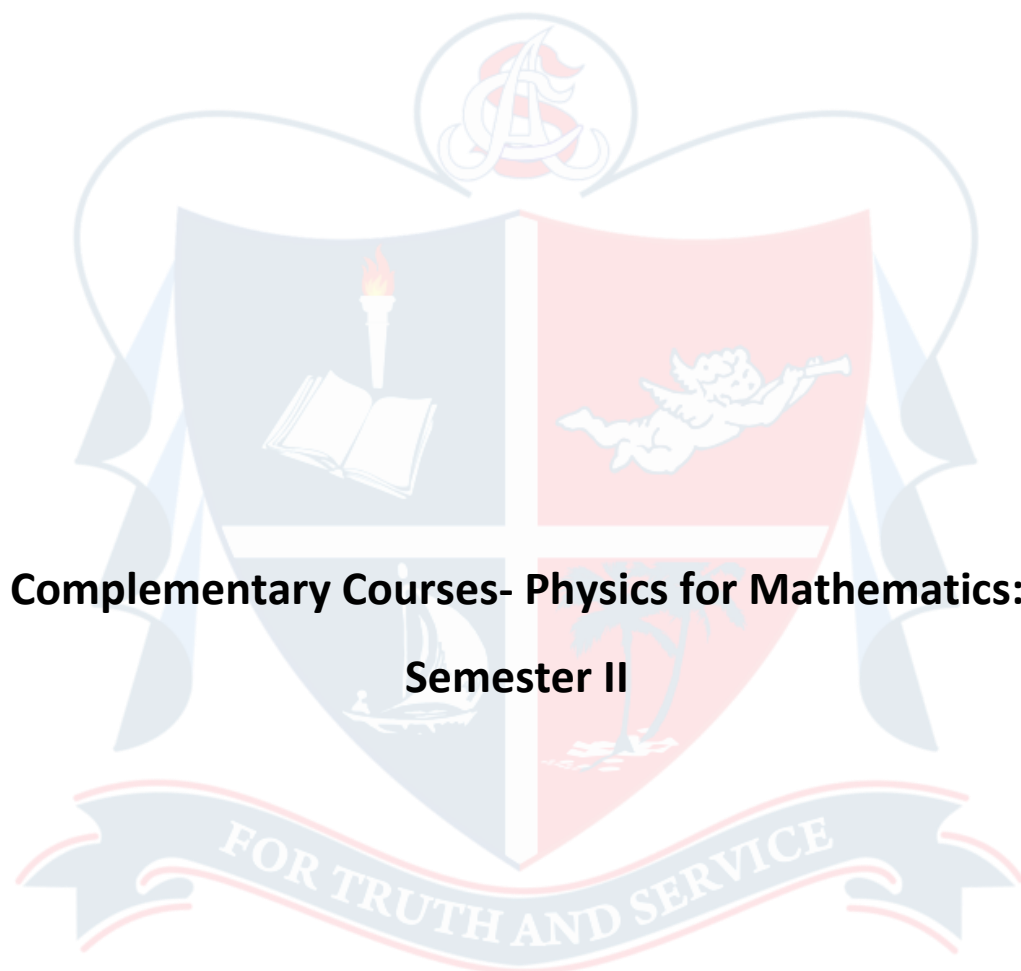 Complementary Courses- Physics for Mathematics:
Semester II
FOR TRUTH AND SERVICE